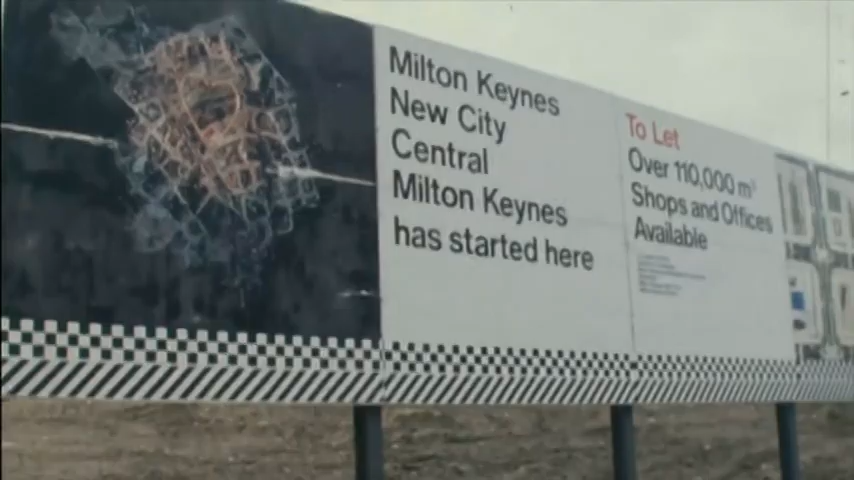 Milton Keynes
New City
Central
Milton Keynes
has started here
To Let
Over 110,000 m²
Shops and Offices
Available